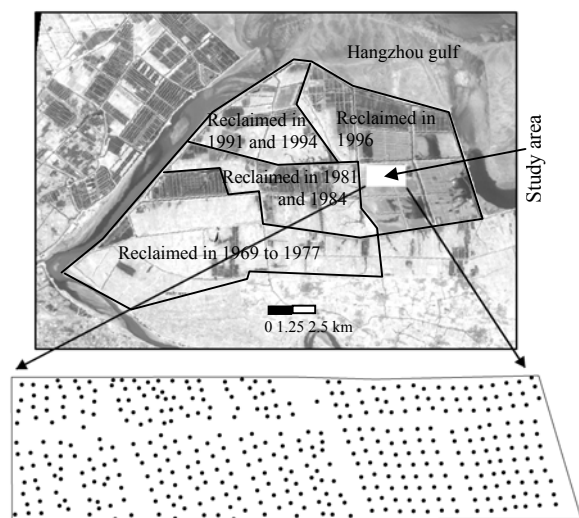 Hangzhou gulf
Reclaimed in
1991 and 1994
Reclaimed in
1996
Study area
Reclaimed in 1981
and 1984
Reclaimed in 1969 to 1977
0 1.25 2.5 km